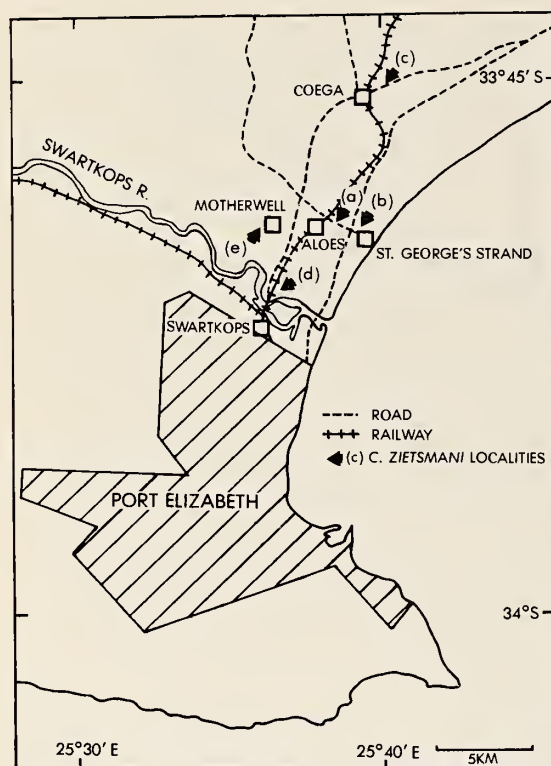 (c)
33°45' S
COEGA
SWARTKOPS R.
MOTHERWELL
(a)
(b)
(e)
ALOES
ST. GEORGE'S STRAND
(d)
SWARTKOPS
ROAD
RAILWAY
(c) C. ZIETSMANI LOCALITIES
PORT ELIZABETH
34°S
25°30' E
25°40' E
5KM